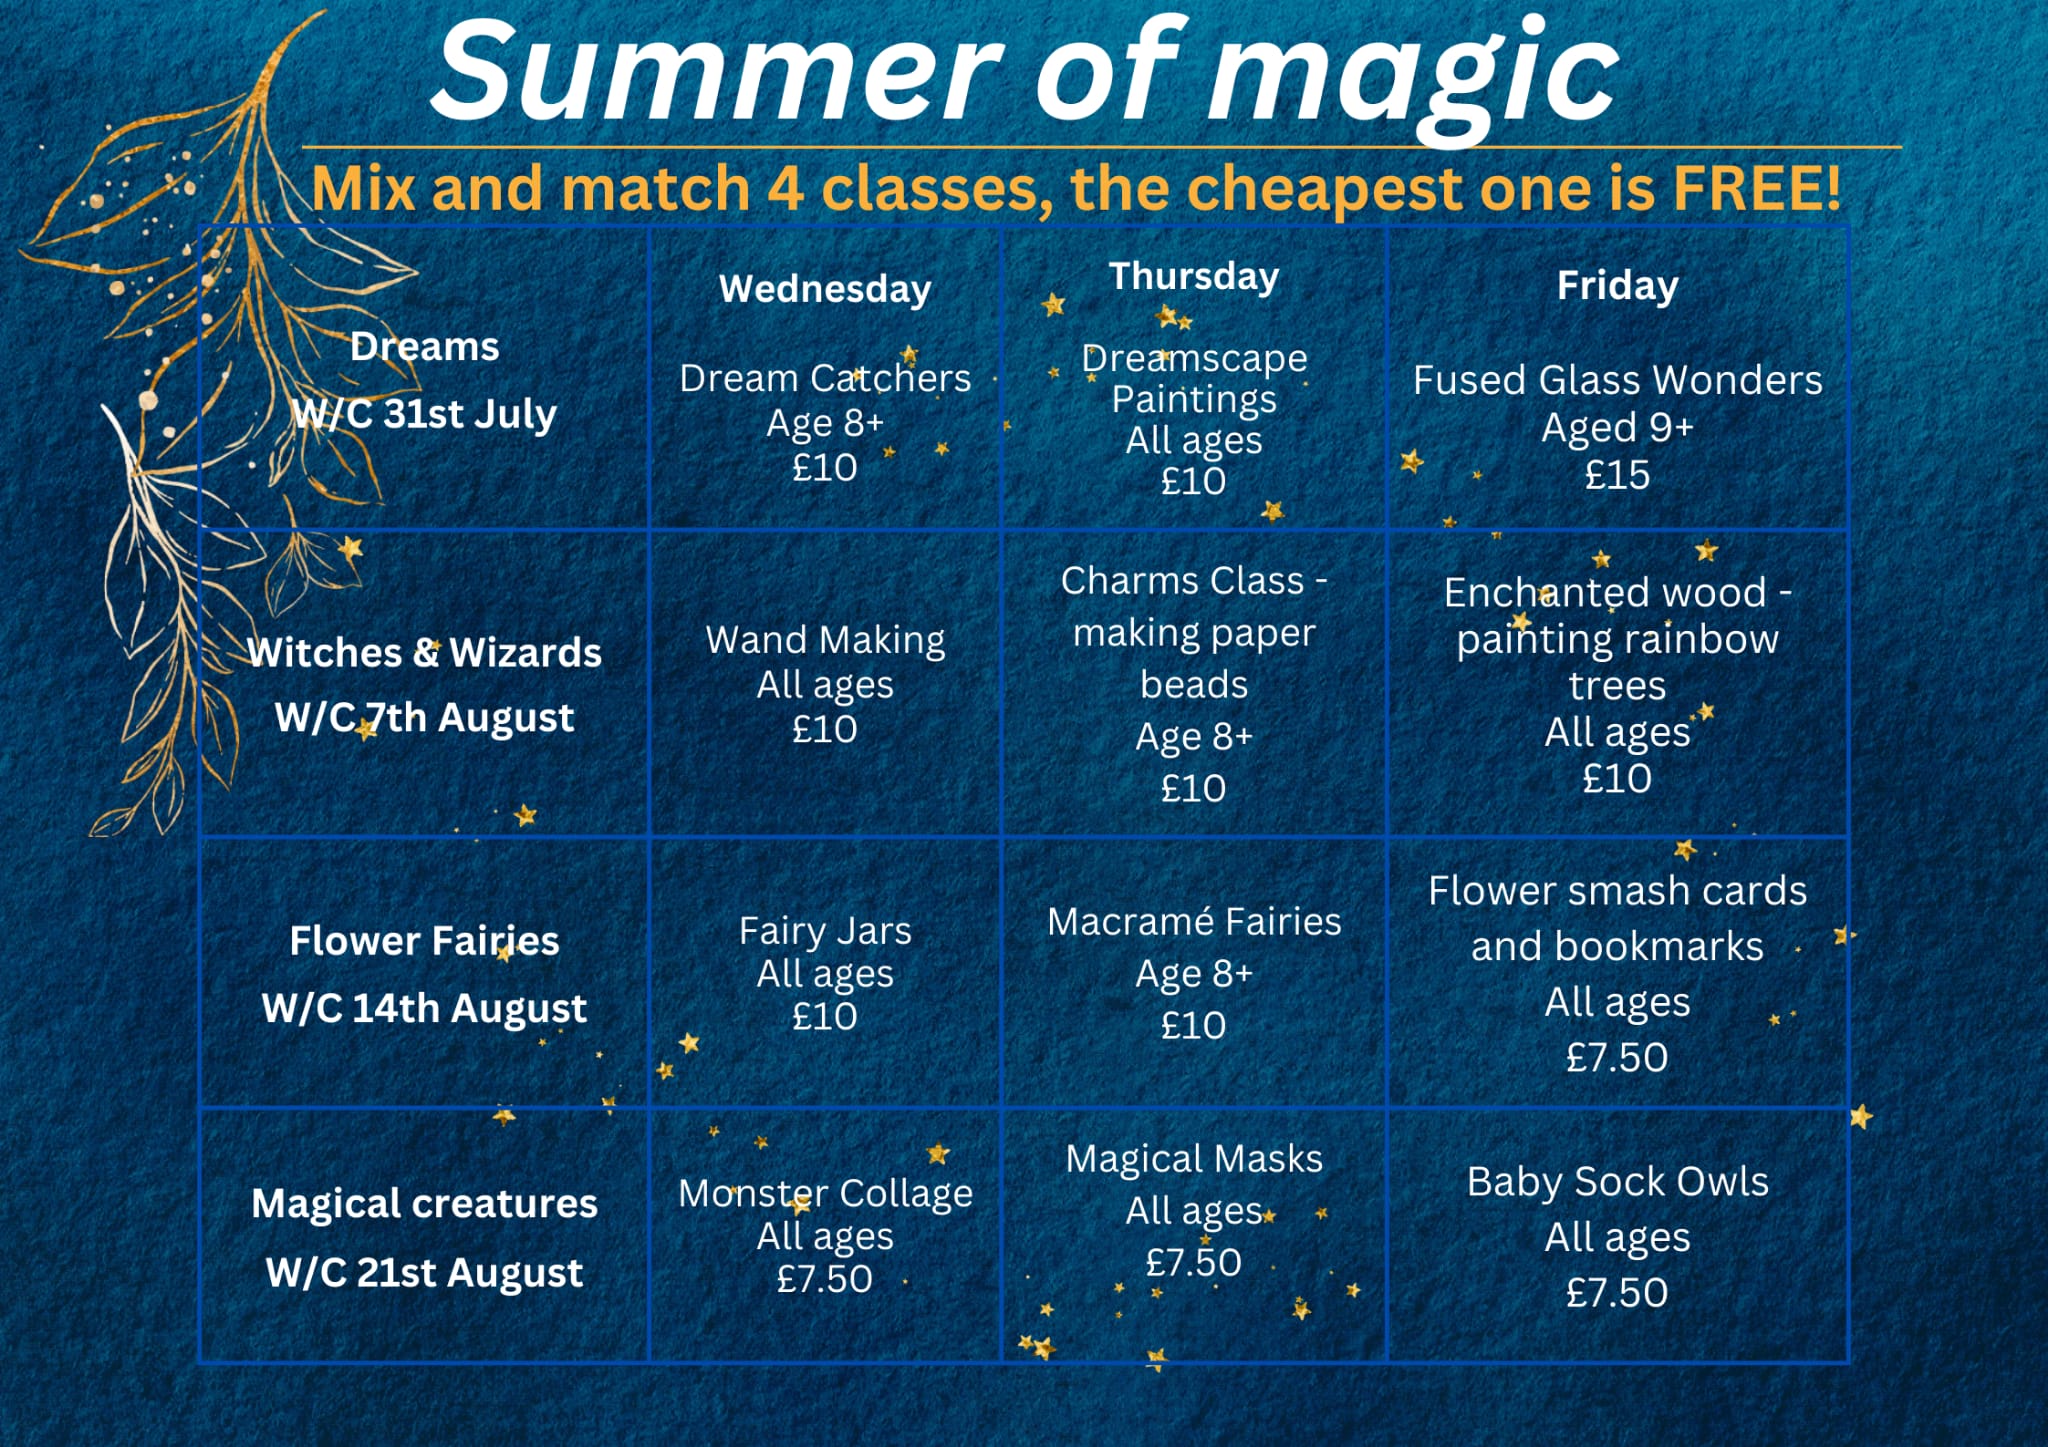 Summer of magic
Mix and match 4 classes, the cheapest one is FREE!
Wednesday
Thursday
Friday
Dreams
W/C 31st July
Dream Catchers
Age 8+
£10
Dreamscape
Paintings
All ages
£10
Fused Glass Wonders
Aged 9+
£15
Witches & Wizards
W/C 7th August
Wand Making
All ages
£10
Charms Class -
making paper
beads
Age 8+
£10
Enchanted wood -
painting rainbow
trees
All ages
£10
Flower Fairies
W/C 14th August
Fairy Jars
All ages
£10
Macramé Fairies
Age 8+
£10
Flower smash cards
and bookmarks
All ages
£7.50
Magical creatures
W/C 21st August
Monster Collage
All ages
£7.50
Magical Masks
All ages
£7.50
Baby Sock Owls
All ages
£7.50